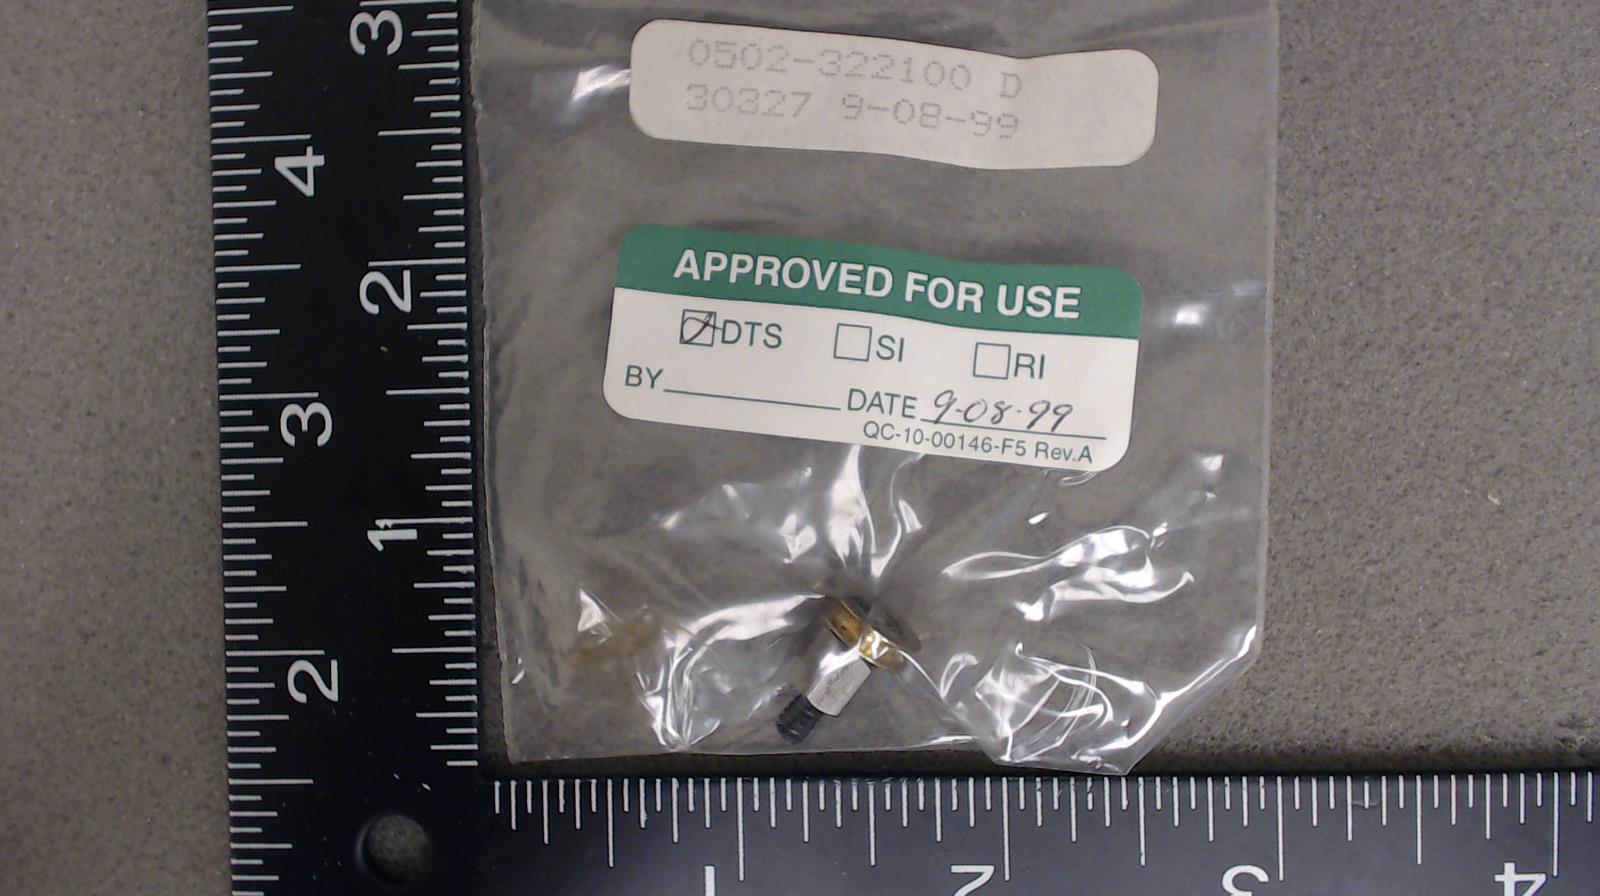 0502-322100 D
30327 9-08-99
APPROVED FOR USE
DTS SI RI
BY DATE 9-08-99
QC-10-00146-F5 Rev.A
3
4
2
3
1"
2
1 2 3 4